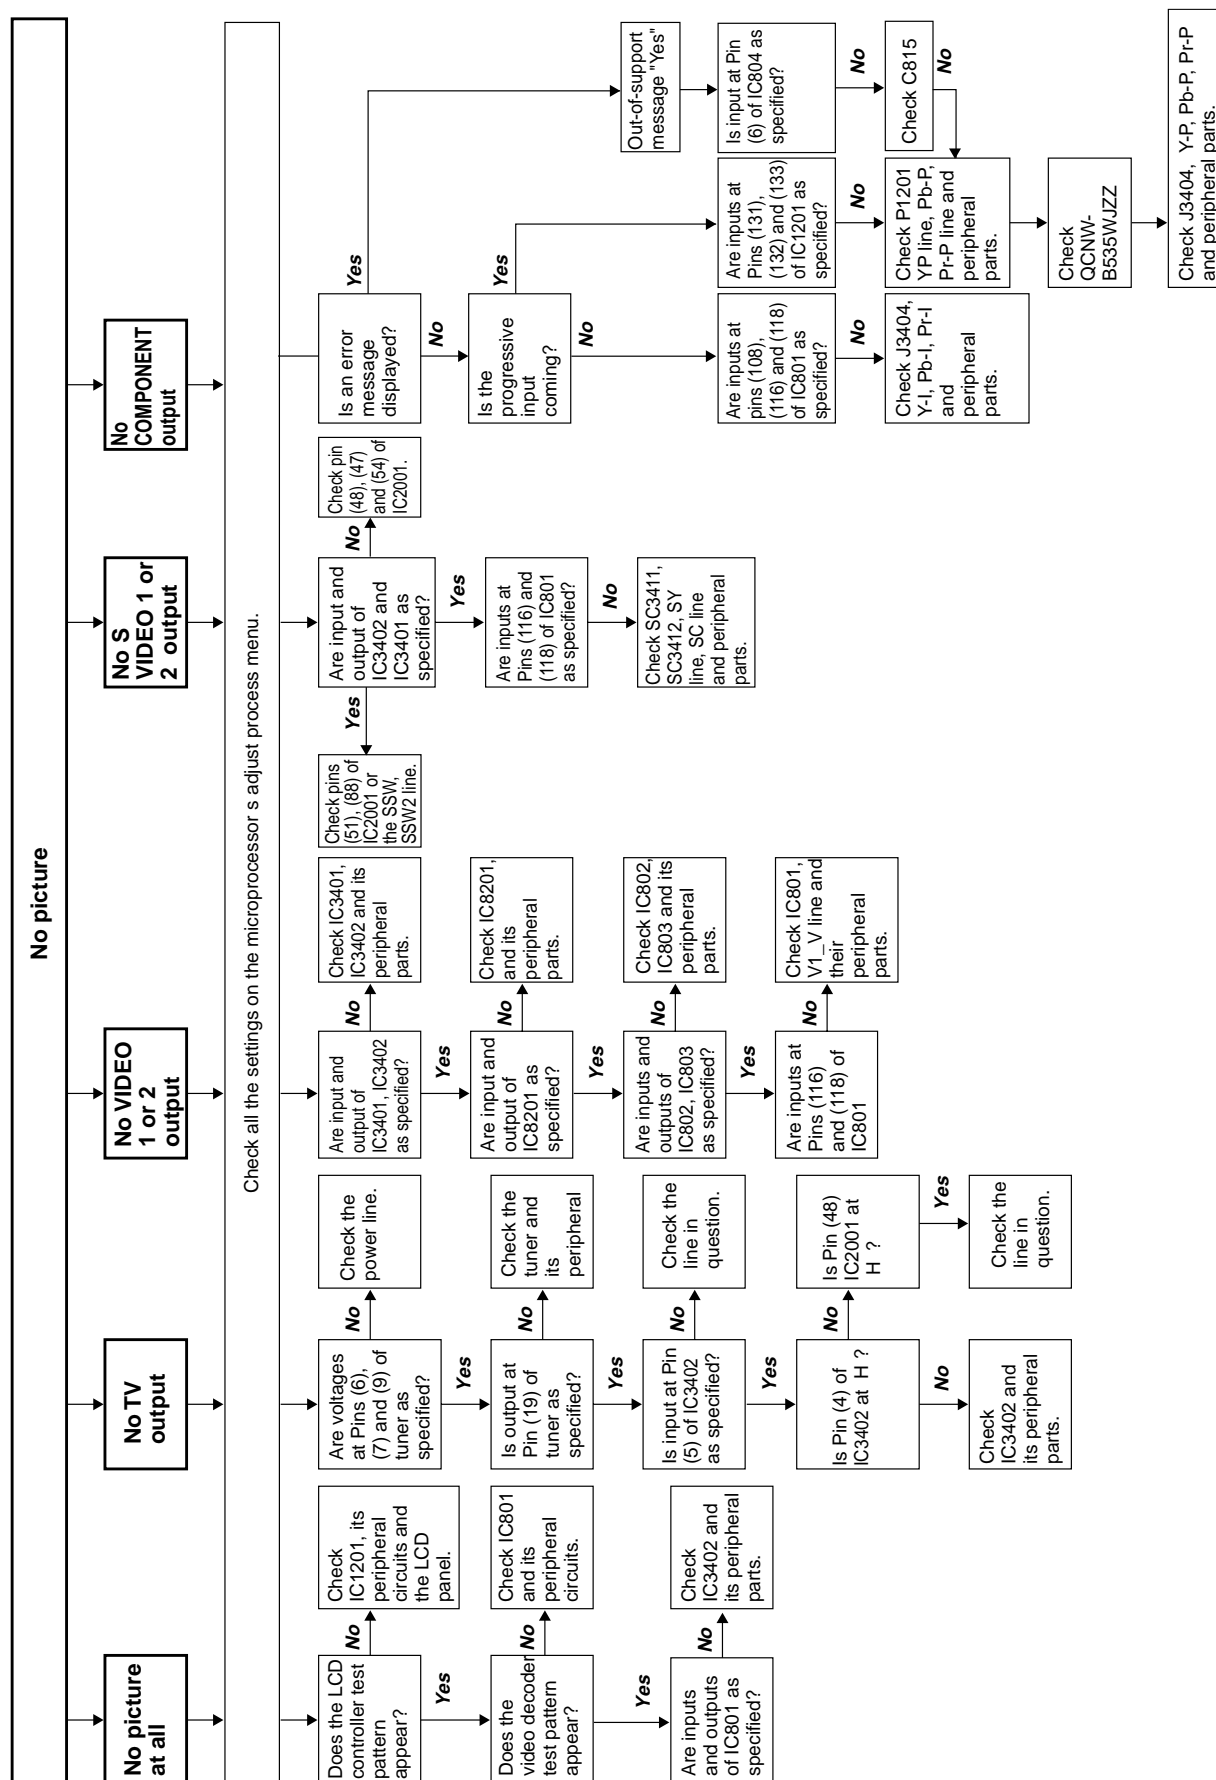 No picture
No picture
at all
No TV
output
No VIDEO
1 or 2
output
No S
VIDEO 1 or
2 output
No
COMPONENT
output
Check all the settings on the microprocessor s adjust process menu.
Does the LCD
controller test
pattern
appear?
No
Check
IC1201, its
peripheral
circuits and
the LCD
panel.
Yes
Does the
video decoder
test pattern
appear?
No
Check IC801
and its
peripheral
circuits.
Yes
Are inputs
and outputs
of IC801 as
specified?
No
Check
IC3402 and
its peripheral
parts.
Are voltages
at Pins (6),
(7) and (9) of
tuner as
specified?
No
Check the
power line.
Yes
Is output at
Pin (19) of
tuner as
specified?
No
Check the
tuner and
its
peripheral
Yes
Is input at Pin
(5) of IC3402
as specified?
No
Check the
line in
question.
Yes
Is Pin (4) of
IC3402 at H ?
No
Is Pin (48)
IC2001 at
H ?
Yes
Check the
line in
question.
No
Check
IC3402 and
its peripheral
parts.
Are input and
output of
IC3401, IC3402
as specified?
No
Check IC3401,
IC3402 and its
peripheral
parts.
Yes
Are input and
output of
IC8201 as
specified?
No
Check IC8201,
and its
peripheral
parts.
Yes
Are inputs and
outputs of
IC802, IC803
as specified?
No
Check IC802,
IC803 and its
peripheral
parts.
Yes
Are inputs at
Pins (116)
and (118) of
IC801
No
Check IC801,
V1_V line and
their
peripheral
parts.
Are input and
output of
IC3402 and
IC3401 as
specified?
Yes
Check pins
(51), (88) of
IC2001 or
the SSW,
SSW2 line.
No
Check pin
(48), (47)
and (54) of
IC2001.
Yes
Are inputs at
Pins (116) and
(118) of IC801
as specified?
No
Check SC3411,
SC3412, SY
line, SC line
and peripheral
parts.
Is an error
message
displayed?
Yes
Out-of-support
message "Yes"
Is input at Pin
(6) of IC804 as
specified?
No
Check C815
No
No
Is the
progressive
input
coming?
Yes
Are inputs at
Pins (131),
(132) and (133)
of IC1201 as
specified?
No
Check P1201
YP line, Pb-P,
Pr-P line and
peripheral
parts.
Check
QCNW-
B535WJZZ
Check J3404, Y-P, Pb-P, Pr-P
and peripheral parts.
No
Are inputs at
pins (108),
(116) and (118)
of IC801 as
specified?
No
Check J3404,
Y-I, Pb-I, Pr-I
and
peripheral
parts.